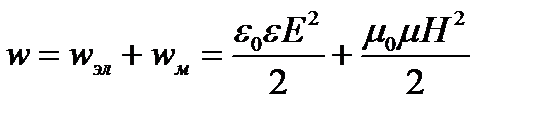 w = w_эл + w_м = ε₀εE²/2 + μ₀μH²/2